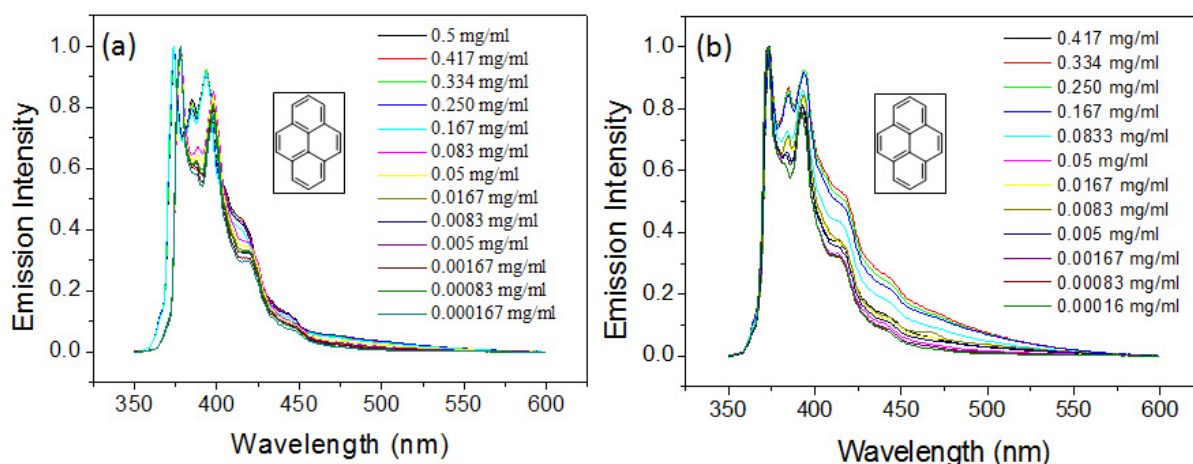 (a)
0.5 mg/ml
0.417 mg/ml
0.334 mg/ml
0.250 mg/ml
0.167 mg/ml
0.083 mg/ml
0.05 mg/ml
0.0167 mg/ml
0.0083 mg/ml
0.005 mg/ml
0.00167 mg/ml
0.00083 mg/ml
0.000167 mg/ml
Emission Intensity
1.0
0.8
0.6
0.4
0.2
0.0
350 400 450 500 550 600
Wavelength (nm)
(b)
0.417 mg/ml
0.334 mg/ml
0.250 mg/ml
0.167 mg/ml
0.0833 mg/ml
0.05 mg/ml
0.0167 mg/ml
0.0083 mg/ml
0.005 mg/ml
0.00167 mg/ml
0.00083 mg/ml
0.00016 mg/ml
Emission Intensity
1.0
0.8
0.6
0.4
0.2
0.0
350 400 450 500 550 600
Wavelength (nm)